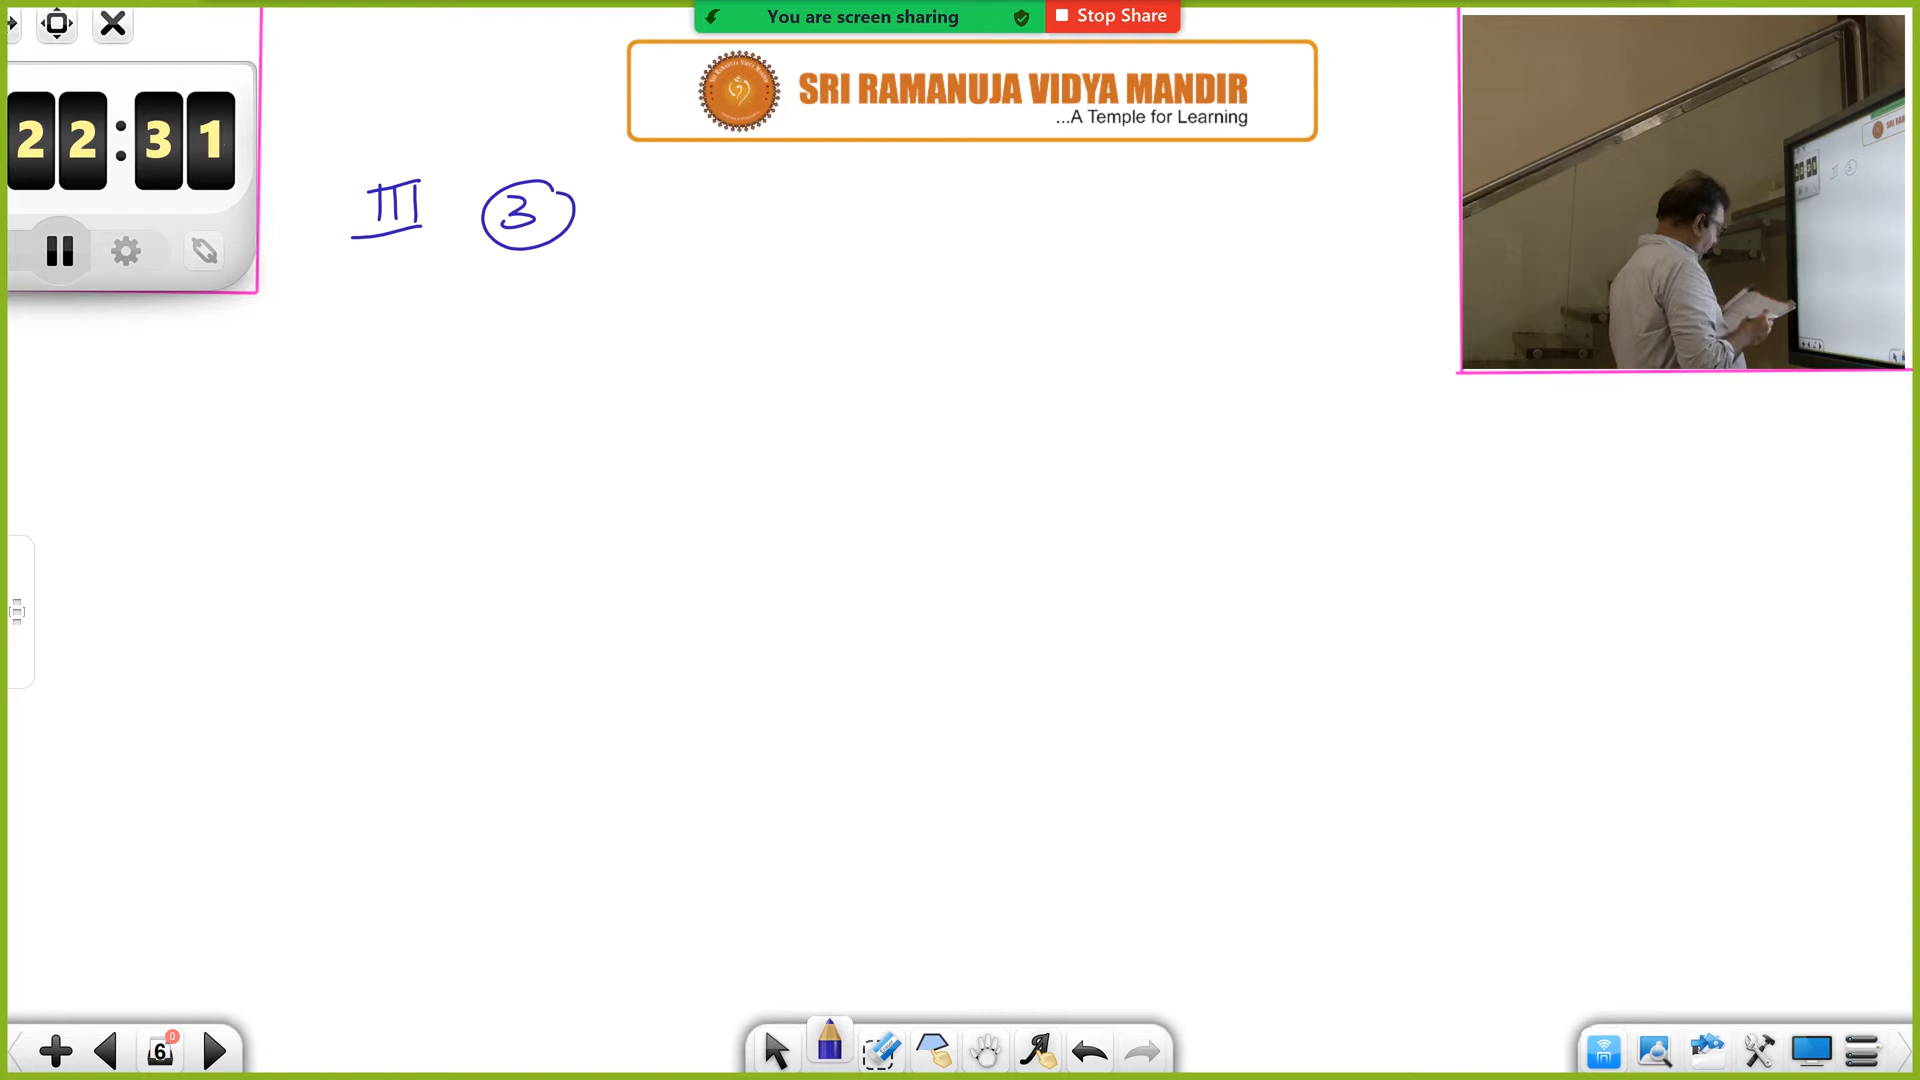 You are screen sharing Stop Share
SRI RAMANUJA VIDYA MANDIR
...A Temple for Learning
22:31
III ③
6
0